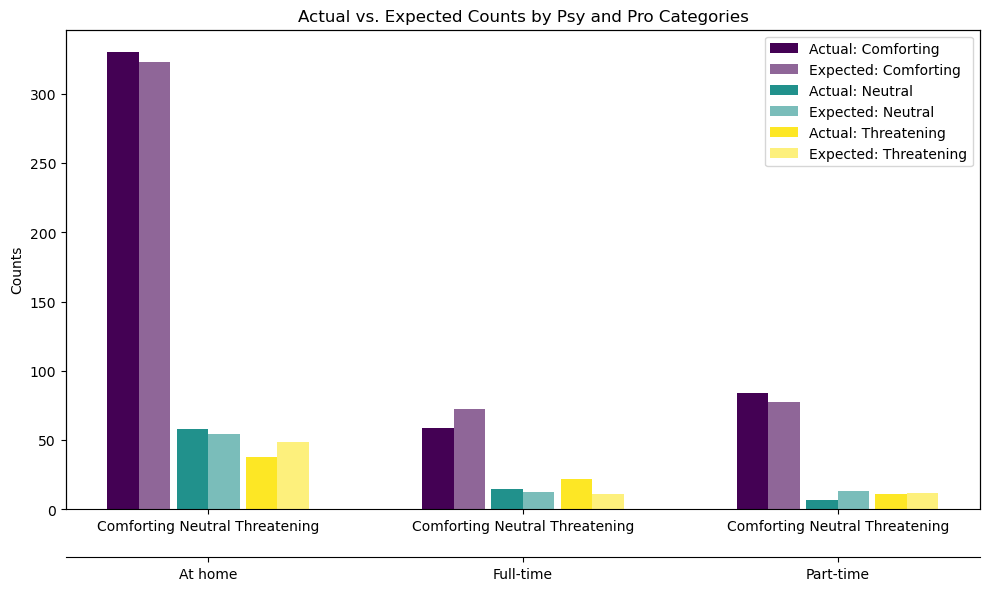 Actual vs. Expected Counts by Psy and Pro Categories
Actual: Comforting
Expected: Comforting
Actual: Neutral
Expected: Neutral
Actual: Threatening
Expected: Threatening
Counts
300
250
200
150
100
50
0
Comforting Neutral Threatening
Comforting Neutral Threatening
Comforting Neutral Threatening
At home
Full-time
Part-time